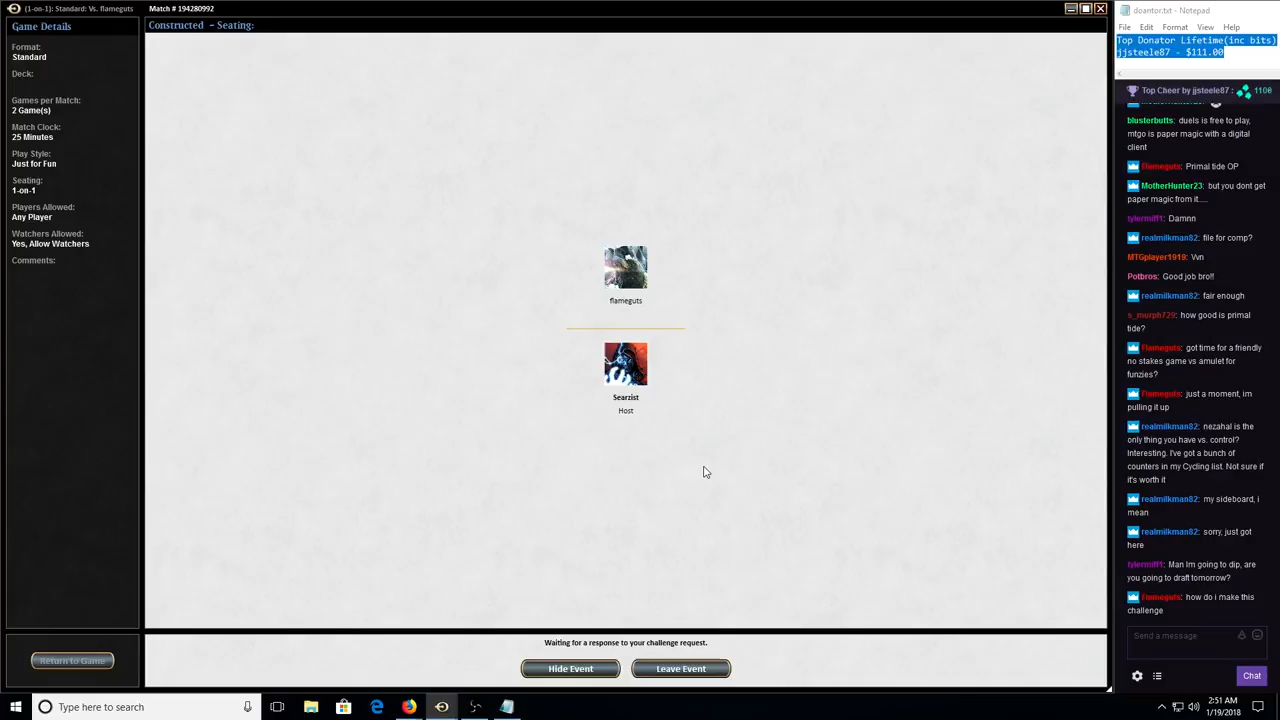 (1-on-1): Standard: Vs. flameguts
Match # 194280992
Game Details
Format:
Standard
Deck:
Games per Match:
2 Game(s)
Match Clock:
25 Minutes
Play Style:
Just for Fun
Seating:
1-on-1
Players Allowed:
Any Player
Watchers Allowed:
Yes, Allow Watchers
Comments:
Return to Game
Constructed - Seating:
flameguts
Searzist
Host
Waiting for a response to your challenge request.
Hide Event
Leave Event
doantor.txt - Notepad
File Edit Format View Help
Top Donator Lifetime(inc bits)
jjsteele87 - $111.00
Top Cheer by jjsteele87 : 1100
blusterbutts: duels is free to play,
mtgo is paper magic with a digital
client
Flameguts: Primal tide OP
MotherHunter23: but you dont get
paper magic from it.....
tylermiff1: Damnn
realmilkman82: file for comp?
MTGplayer1919: Vvn
Potbros: Good job bro!!
realmilkman82: fair enough
s_murph729: how good is primal
tide?
Flameguts: got time for a friendly
no stakes game vs amulet for
funzies?
Flameguts: just a moment, im
pulling it up
realmilkman82: nezahal is the
only thing you have vs. control?
Interesting. I've got a bunch of
counters in my Cycling list. Not sure if
it's worth it
realmilkman82: my sideboard, i
mean
realmilkman82: sorry, just got
here
tylermiff1: Man Im going to dip, are
you going to draft tomorrow?
Flameguts: how do i make this
challenge
Send a message
Chat
Type here to search
2:51 AM
1/19/2018